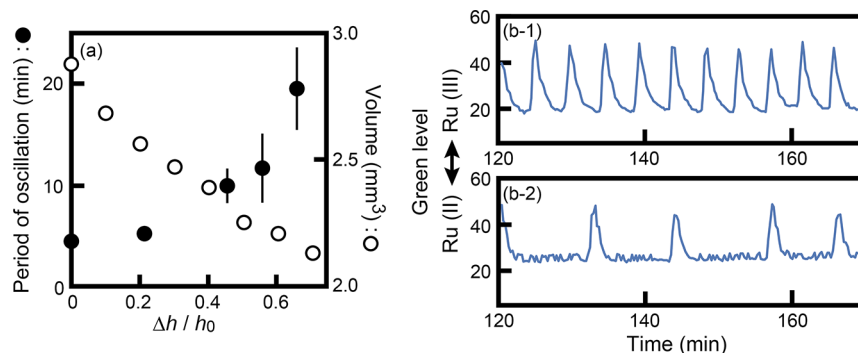 (a)
Period of oscillation (min) : ●
20
10
0
0
0.2
0.4
0.6
Δh / h0
3.0
2.5
2.0
Volume (mm³) : ○
(b-1)
60
40
20
120
140
160
Green level
Ru (III)
Ru (II)
(b-2)
60
40
20
120
140
160
Time (min)